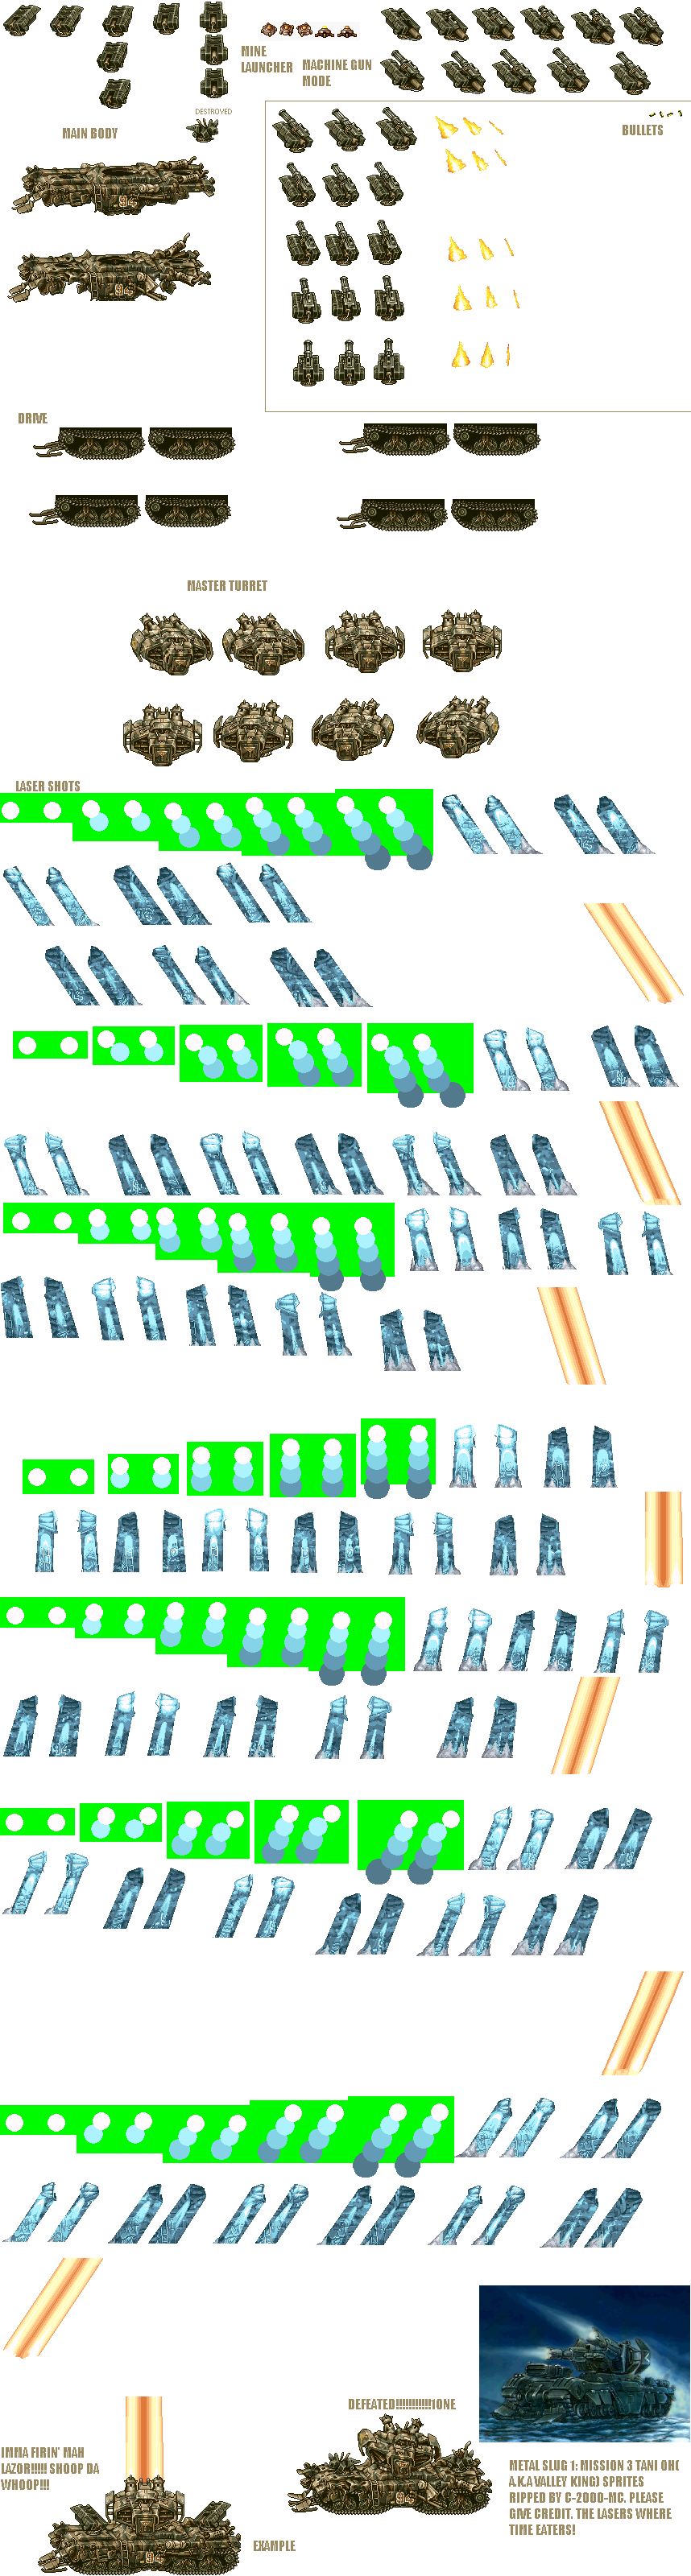 MINE
LAUNCHER
MACHINE GUN
MODE
DESTROYED
MAIN BODY
BULLETS
DRIVE
MASTER TURRET
LASER SHOTS
DEFEATED!!!!!!!!!!!1ONE
IMMA FIRIN' MAH
LAZOR!!!!! SHOOP DA
WHOOP!!!
EXAMPLE
METAL SLUG 1: MISSION 3 TANI OH(
A.K.A VALLEY KING) SPRITES
RIPPED BY C-2000-MC. PLEASE
GIVE CREDIT. THE LASERS WHERE
TIME EATERS!